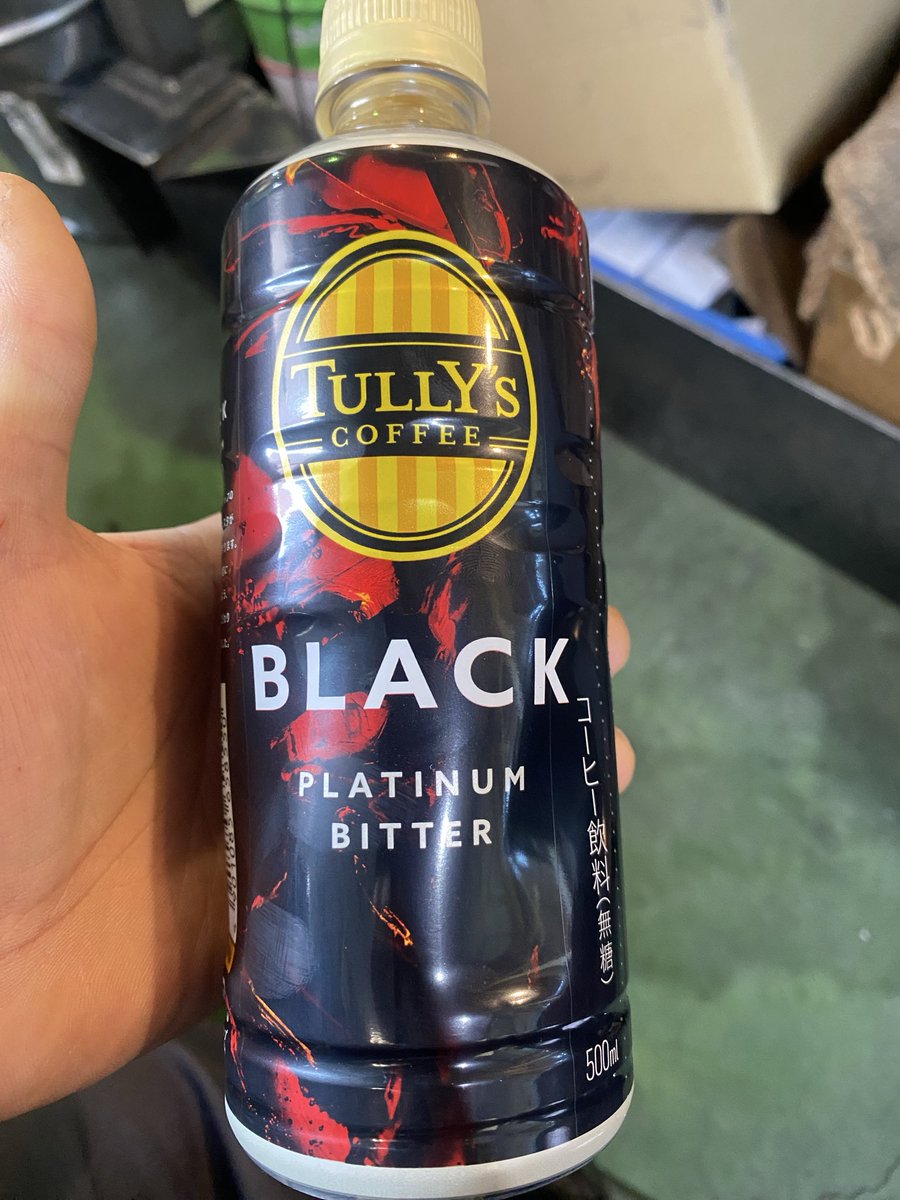 TULLY'S
COFFEE
BLACK
PLATINUM
BITTER
コーヒー飲料(無糖)
500ml